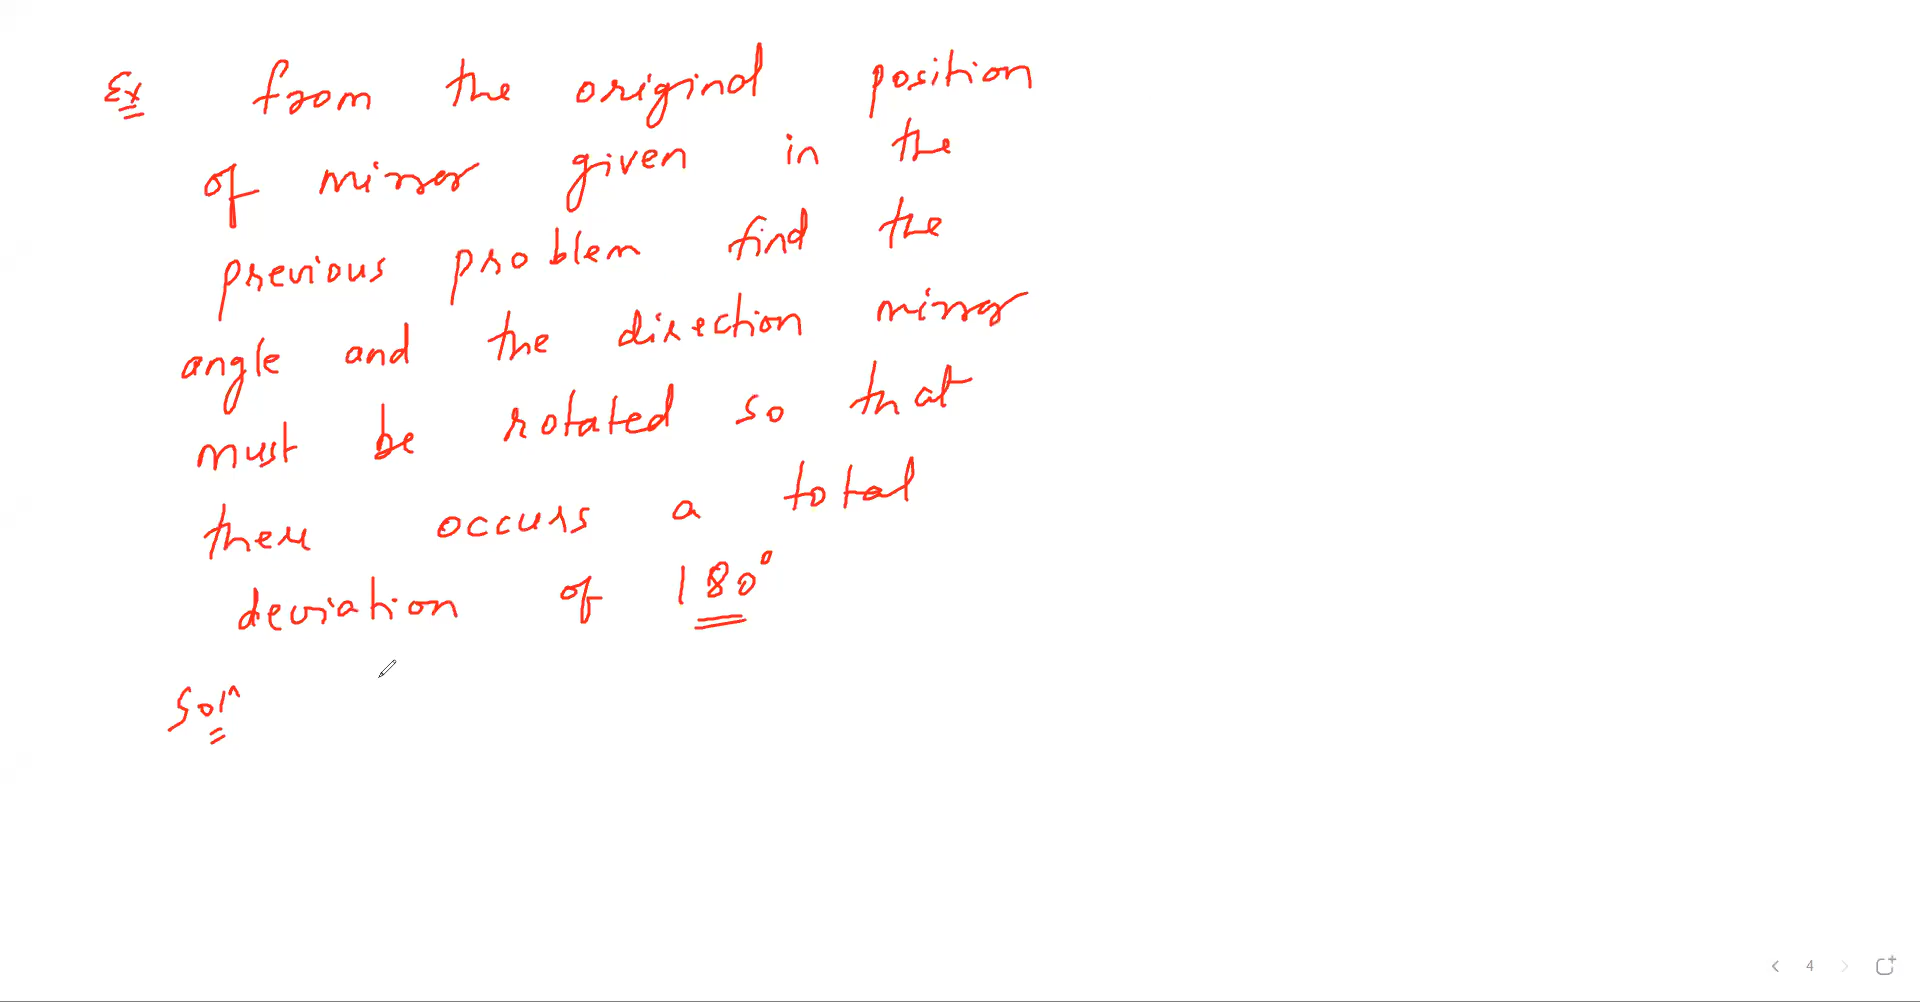 Ex from the original position
of mirror given in the
previous problem find the
angle and the direction mirror
must be rotated so that
there occurs a total
deviation of 180°
Solⁿ
4